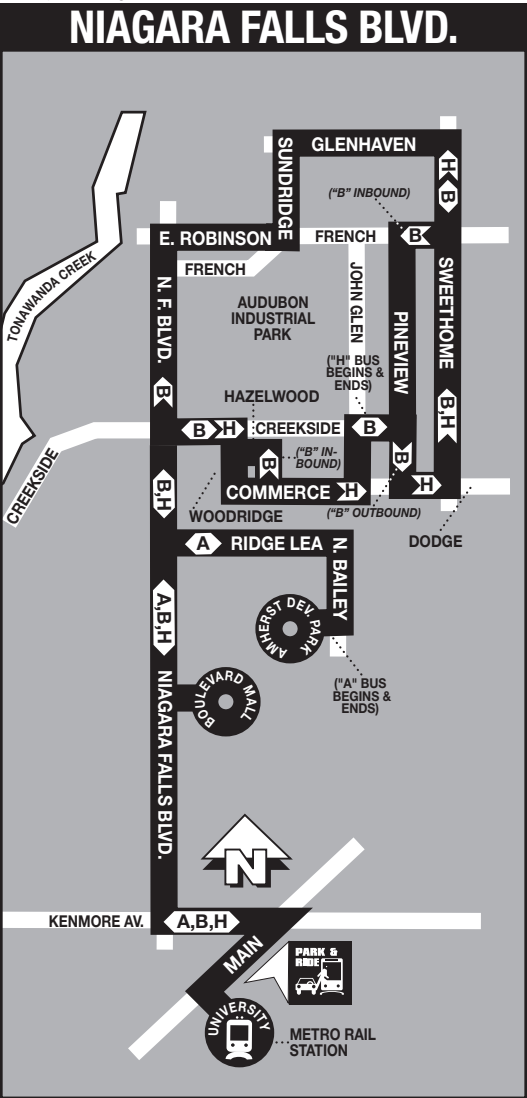 NIAGARA FALLS BLVD.
GLENHAVEN
SUNDRIDGE
H
B
("B" INBOUND)
B
E. ROBINSON
FRENCH
FRENCH
TONAWANDA CREEK
N. F. BLVD.
AUDUBON
INDUSTRIAL
PARK
JOHN GLEN
PINEVIEW
SWEETHOME
("H" BUS
BEGINS &
ENDS)
B
HAZELWOOD
B,H
B
H
CREEKSIDE
B
CREEKSIDE
B
("B" IN-
BOUND)
B
B,H
COMMERCE
H
H
WOODRIDGE
("B" OUTBOUND)
DODGE
A
RIDGE LEA
N. BAILEY
A,B,H
AMHERST DEV. PARK
("A" BUS
BEGINS &
ENDS)
BOULEVARD MALL
NIAGARA FALLS BLVD.
N
KENMORE AV.
A,B,H
MAIN
PARK &
RIDE
UNIVERSITY
METRO RAIL
STATION